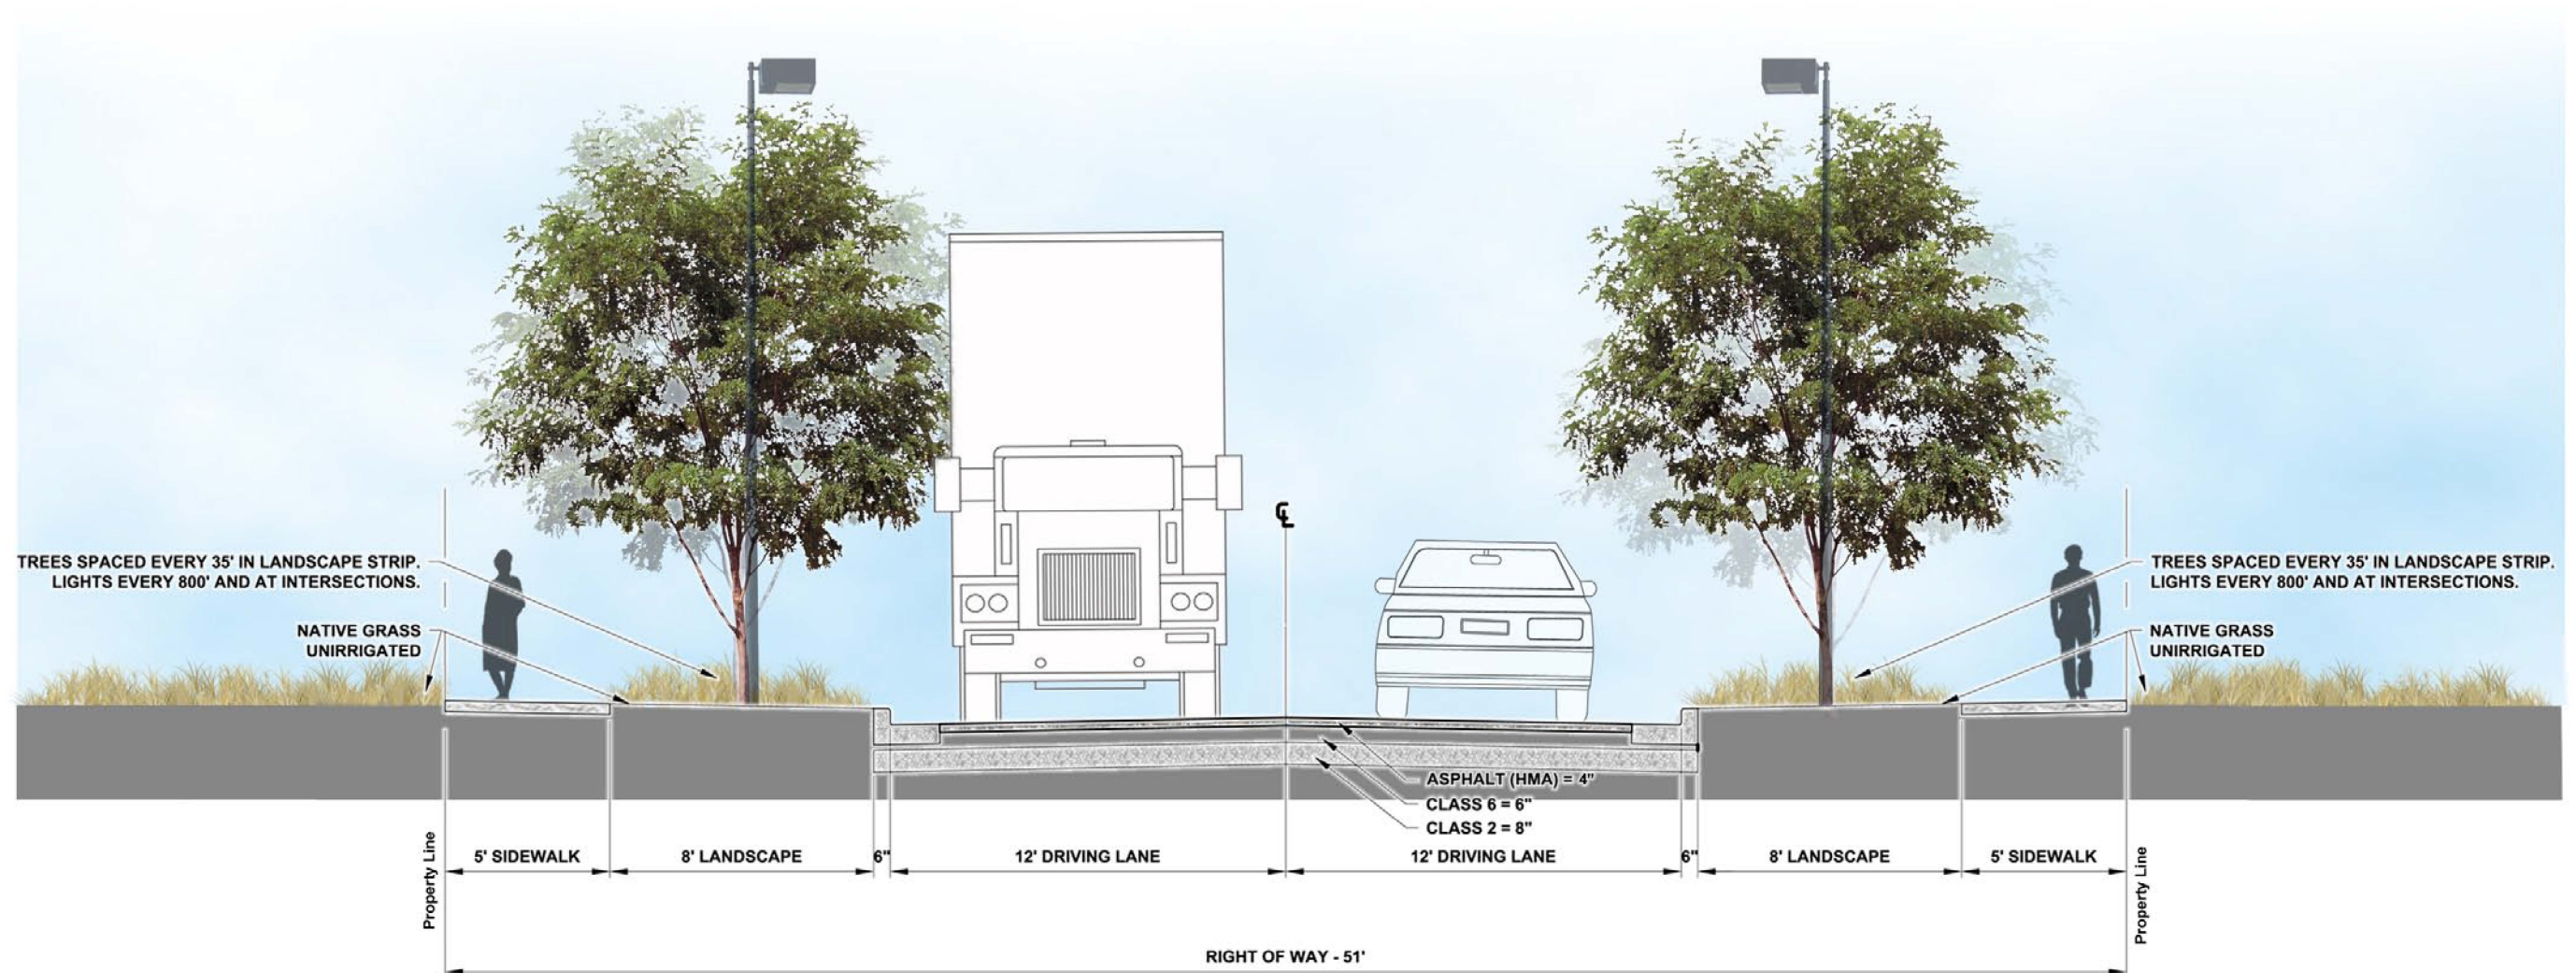 ℄
TREES SPACED EVERY 35' IN LANDSCAPE STRIP.
LIGHTS EVERY 800' AND AT INTERSECTIONS.
NATIVE GRASS
UNIRRIGATED
TREES SPACED EVERY 35' IN LANDSCAPE STRIP.
LIGHTS EVERY 800' AND AT INTERSECTIONS.
NATIVE GRASS
UNIRRIGATED
ASPHALT (HMA) = 4"
CLASS 6 = 6"
CLASS 2 = 8"
Property Line
5' SIDEWALK
8' LANDSCAPE
6"
12' DRIVING LANE
12' DRIVING LANE
6"
8' LANDSCAPE
5' SIDEWALK
Property Line
RIGHT OF WAY - 51'